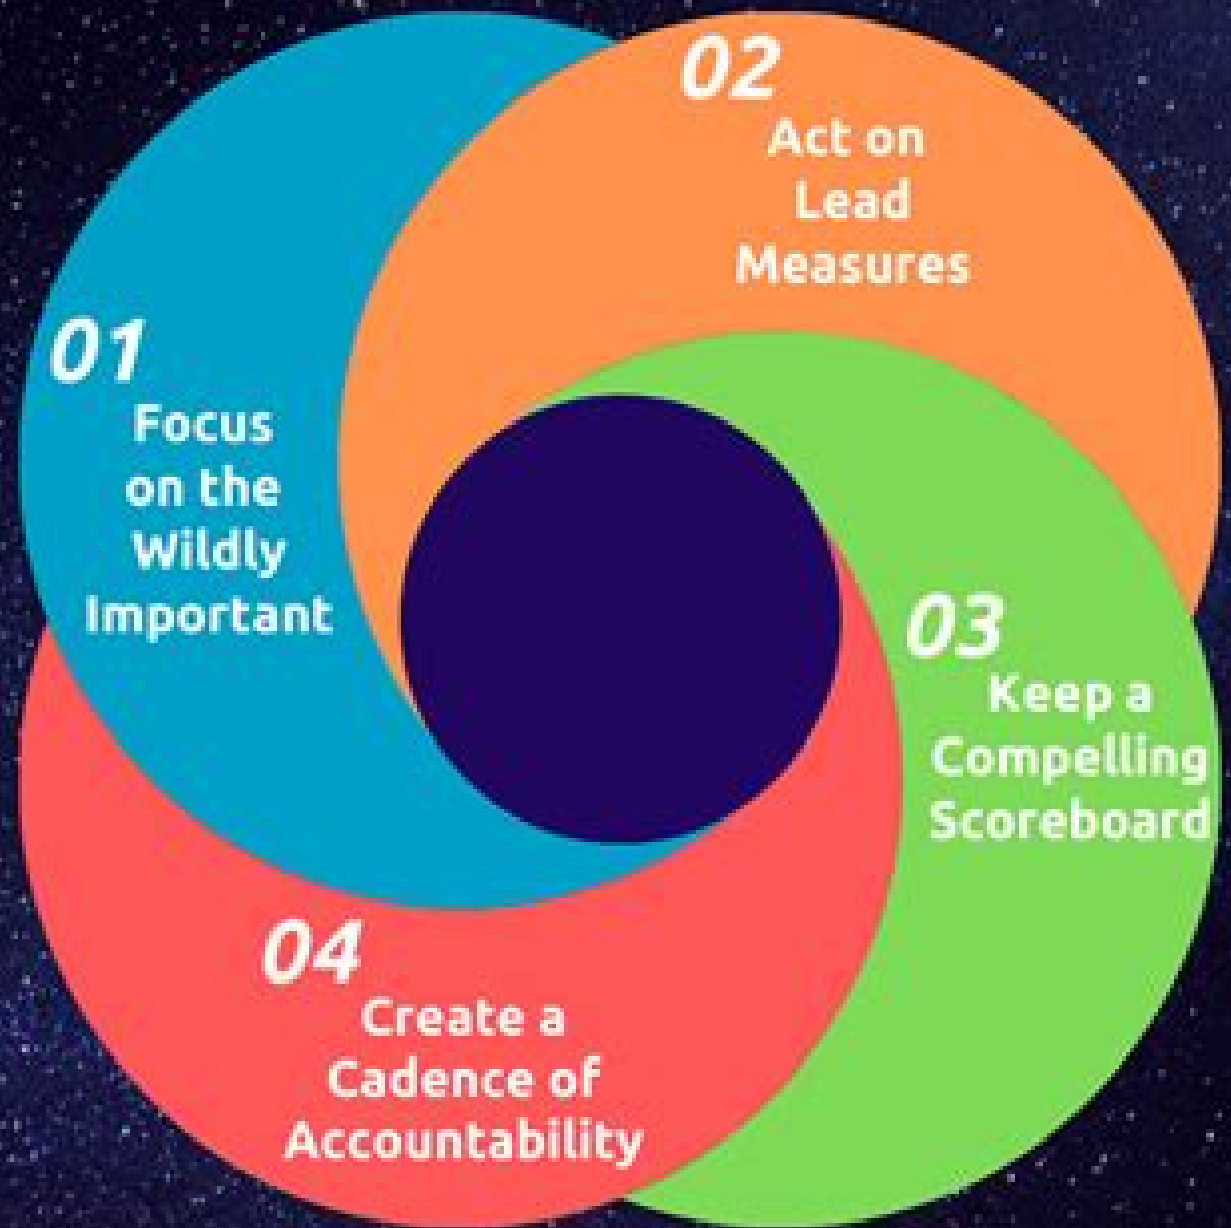 01
Focus
on the
Wildly
Important
02
Act on
Lead
Measures
03
Keep a
Compelling
Scoreboard
04
Create a
Cadence of
Accountability